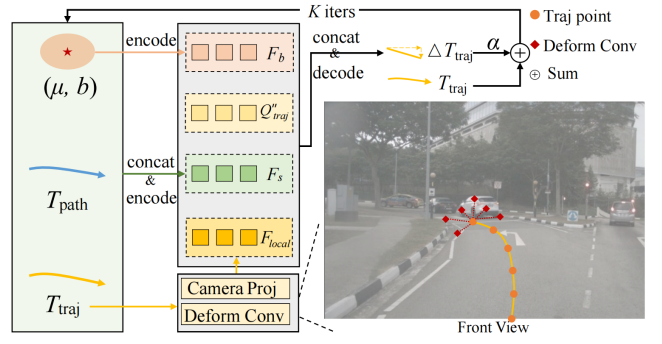 K iters
Traj point
Deform Conv
Sum
encode
F_b
(μ, b)
concat
&
decode
△T_traj
α
T_traj
Q''_traj
concat
&
encode
F_s
T_path
F_local
T_traj
Camera Proj
Deform Conv
Front View